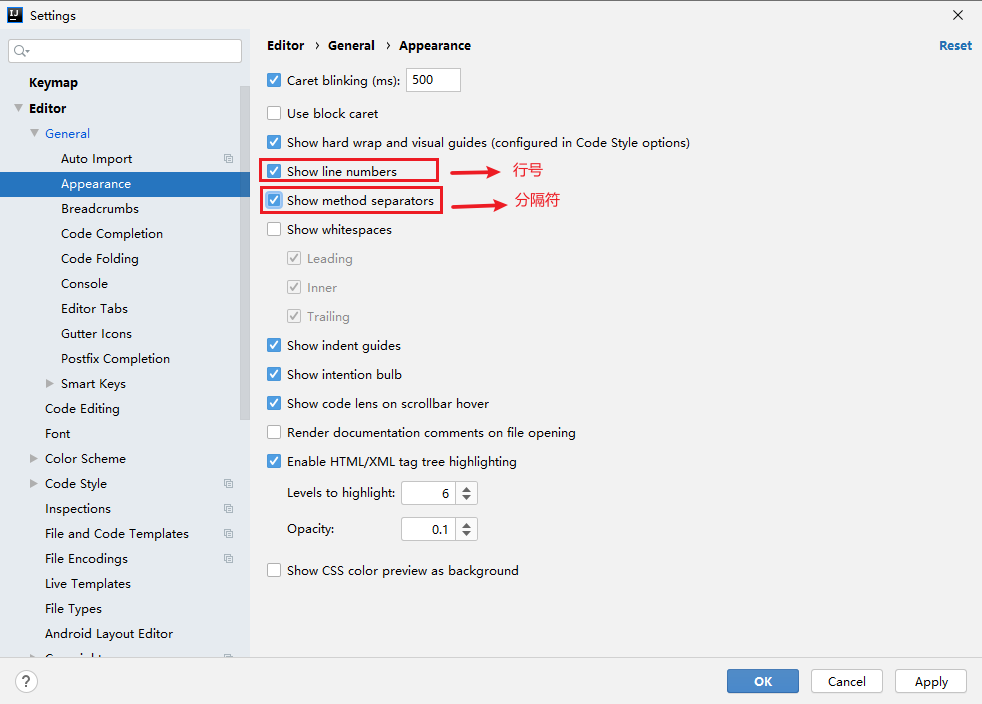 Settings
Keymap
Editor
General
Auto Import
Appearance
Breadcrumbs
Code Completion
Code Folding
Console
Editor Tabs
Gutter Icons
Postfix Completion
Smart Keys
Code Editing
Font
Color Scheme
Code Style
Inspections
File and Code Templates
File Encodings
Live Templates
File Types
Android Layout Editor
Editor › General › Appearance
Reset
Caret blinking (ms): 500
Use block caret
Show hard wrap and visual guides (configured in Code Style options)
Show line numbers 行号
Show method separators 分隔符
Show whitespaces
Leading
Inner
Trailing
Show indent guides
Show intention bulb
Show code lens on scrollbar hover
Render documentation comments on file opening
Enable HTML/XML tag tree highlighting
Levels to highlight: 6
Opacity: 0.1
Show CSS color preview as background
?
OK
Cancel
Apply